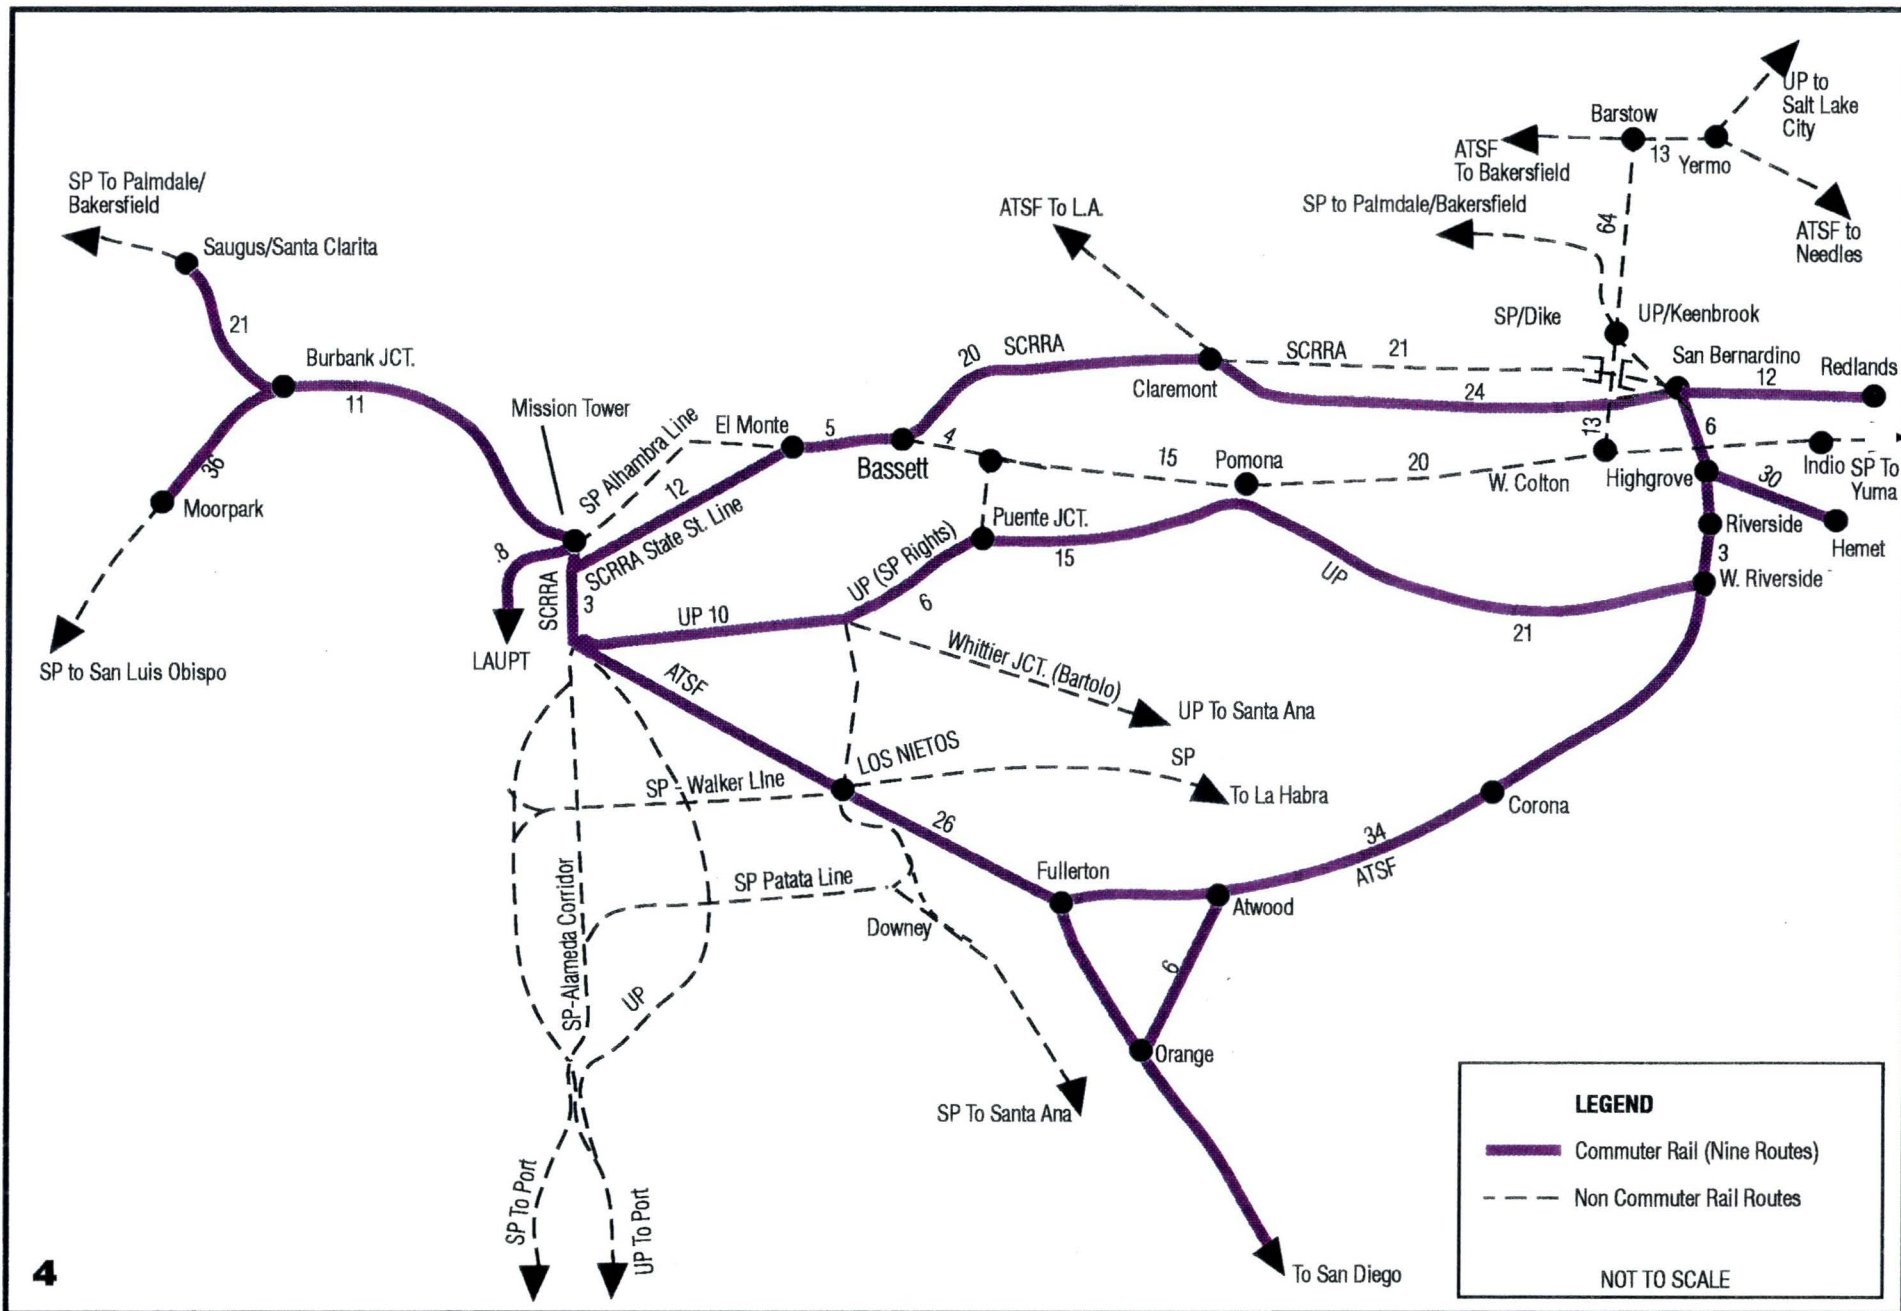 UP to
Salt Lake
City
Barstow
13
Yermo
ATSF
To Bakersfield
ATSF to
Needles
64
SP to Palmdale/Bakersfield
ATSF To L.A.
SP To Palmdale/
Bakersfield
Saugus/Santa Clarita
21
Burbank JCT.
11
36
Moorpark
SP to San Luis Obispo
Mission Tower
SP Alhambra Line
El Monte
5
Bassett
4
20
SCRRA
Claremont
SCRRA
21
24
SP/Dike
UP/Keenbrook
San Bernardino
12
Redlands
6
13
W. Colton
Highgrove
Indio
SP To
Yuma
30
Hemet
Riverside
3
W. Riverside
15
Pomona
20
12
SCRRA State St. Line
.8
SCRRA
3
LAUPT
UP 10
UP (SP Rights)
6
Puente JCT.
15
UP
21
Whittier JCT. (Bartolo)
UP To Santa Ana
ATSF
LOS NIETOS
SP
To La Habra
SP - Walker LIne
26
Fullerton
Atwood
34
ATSF
Corona
6
Orange
SP Patata Line
Downey
SP-Alameda Corridor
UP
SP To Santa Ana
SP To Port
UP To Port
To San Diego
LEGEND
Commuter Rail (Nine Routes)
Non Commuter Rail Routes
NOT TO SCALE
4